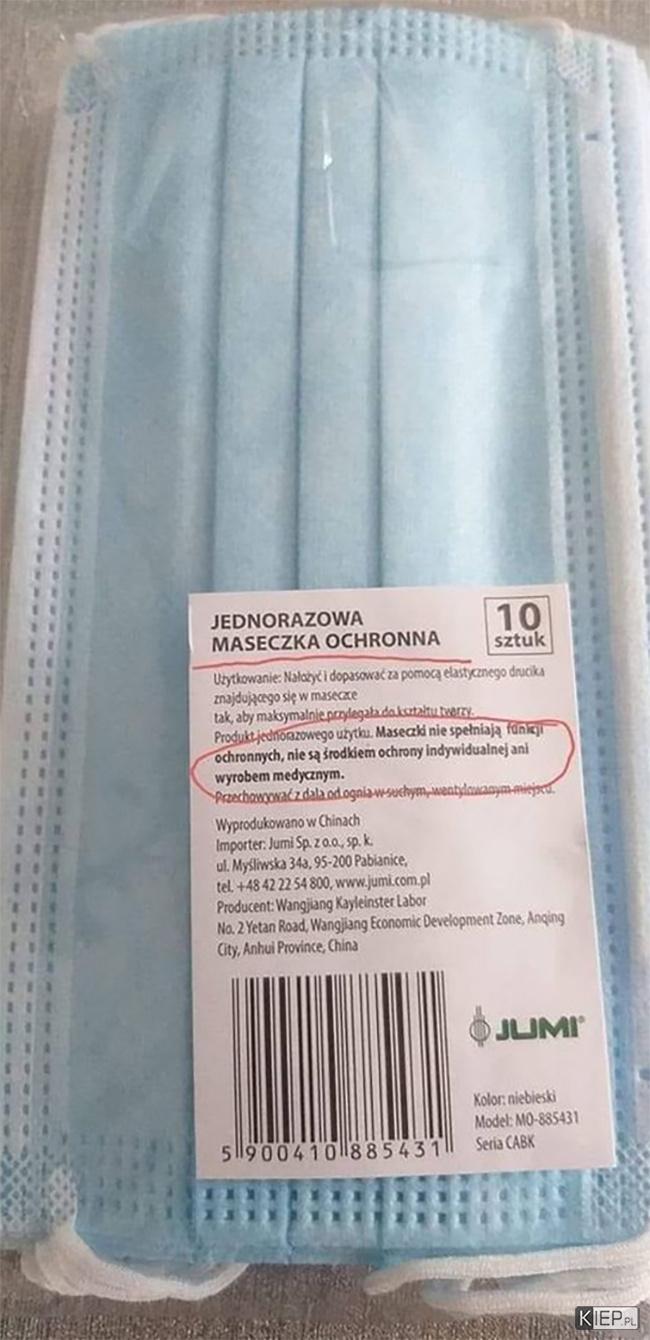 JEDNORAZOWA
MASECZKA OCHRONNA
10
sztuk
Użytkowanie: Nałożyć i dopasować za pomocą elastycznego drucika
znajdującego się w maseczce
tak, aby maksymalnie przylegała do kształtu twarzy.
Produkt jednorazowego użytku. Maseczki nie spełniają funkcji
ochronnych, nie są środkiem ochrony indywidualnej ani
wyrobem medycznym.
Przechowywać z dala od ognia w suchym, wentylowanym miejscu.
Wyprodukowano w Chinach
Importer: Jumi Sp. z o.o., sp. k.
ul. Myśliwska 34a, 95-200 Pabianice,
tel. +48 42 22 54 800, www.jumi.com.pl
Producent: Wangjiang Kayleinster Labor
No. 2 Yetan Road, Wangjiang Economic Development Zone, Anqing
City, Anhui Province, China
JUMI®
Kolor: niebieski
Model: MO-885431
Seria CABK
5 900410 885431
KIEP.PL